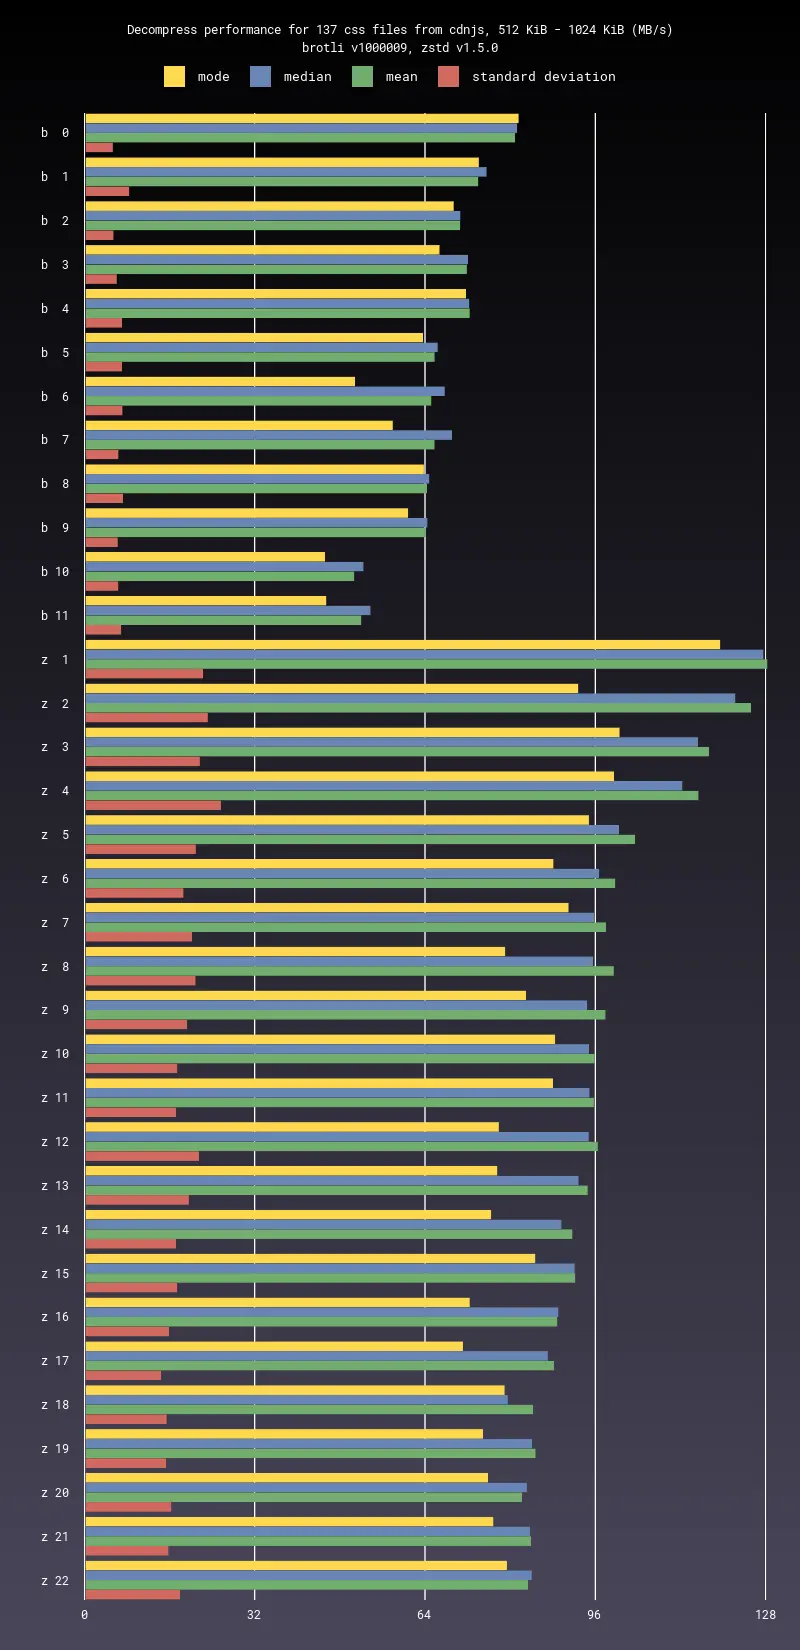 Decompress performance for 137 css files from cdnjs, 512 KiB - 1024 KiB (MB/s)
brotli v1000009, zstd v1.5.0
mode median mean standard deviation
b 0
b 1
b 2
b 3
b 4
b 5
b 6
b 7
b 8
b 9
b 10
b 11
z 1
z 2
z 3
z 4
z 5
z 6
z 7
z 8
z 9
z 10
z 11
z 12
z 13
z 14
z 15
z 16
z 17
z 18
z 19
z 20
z 21
z 22
0 32 64 96 128